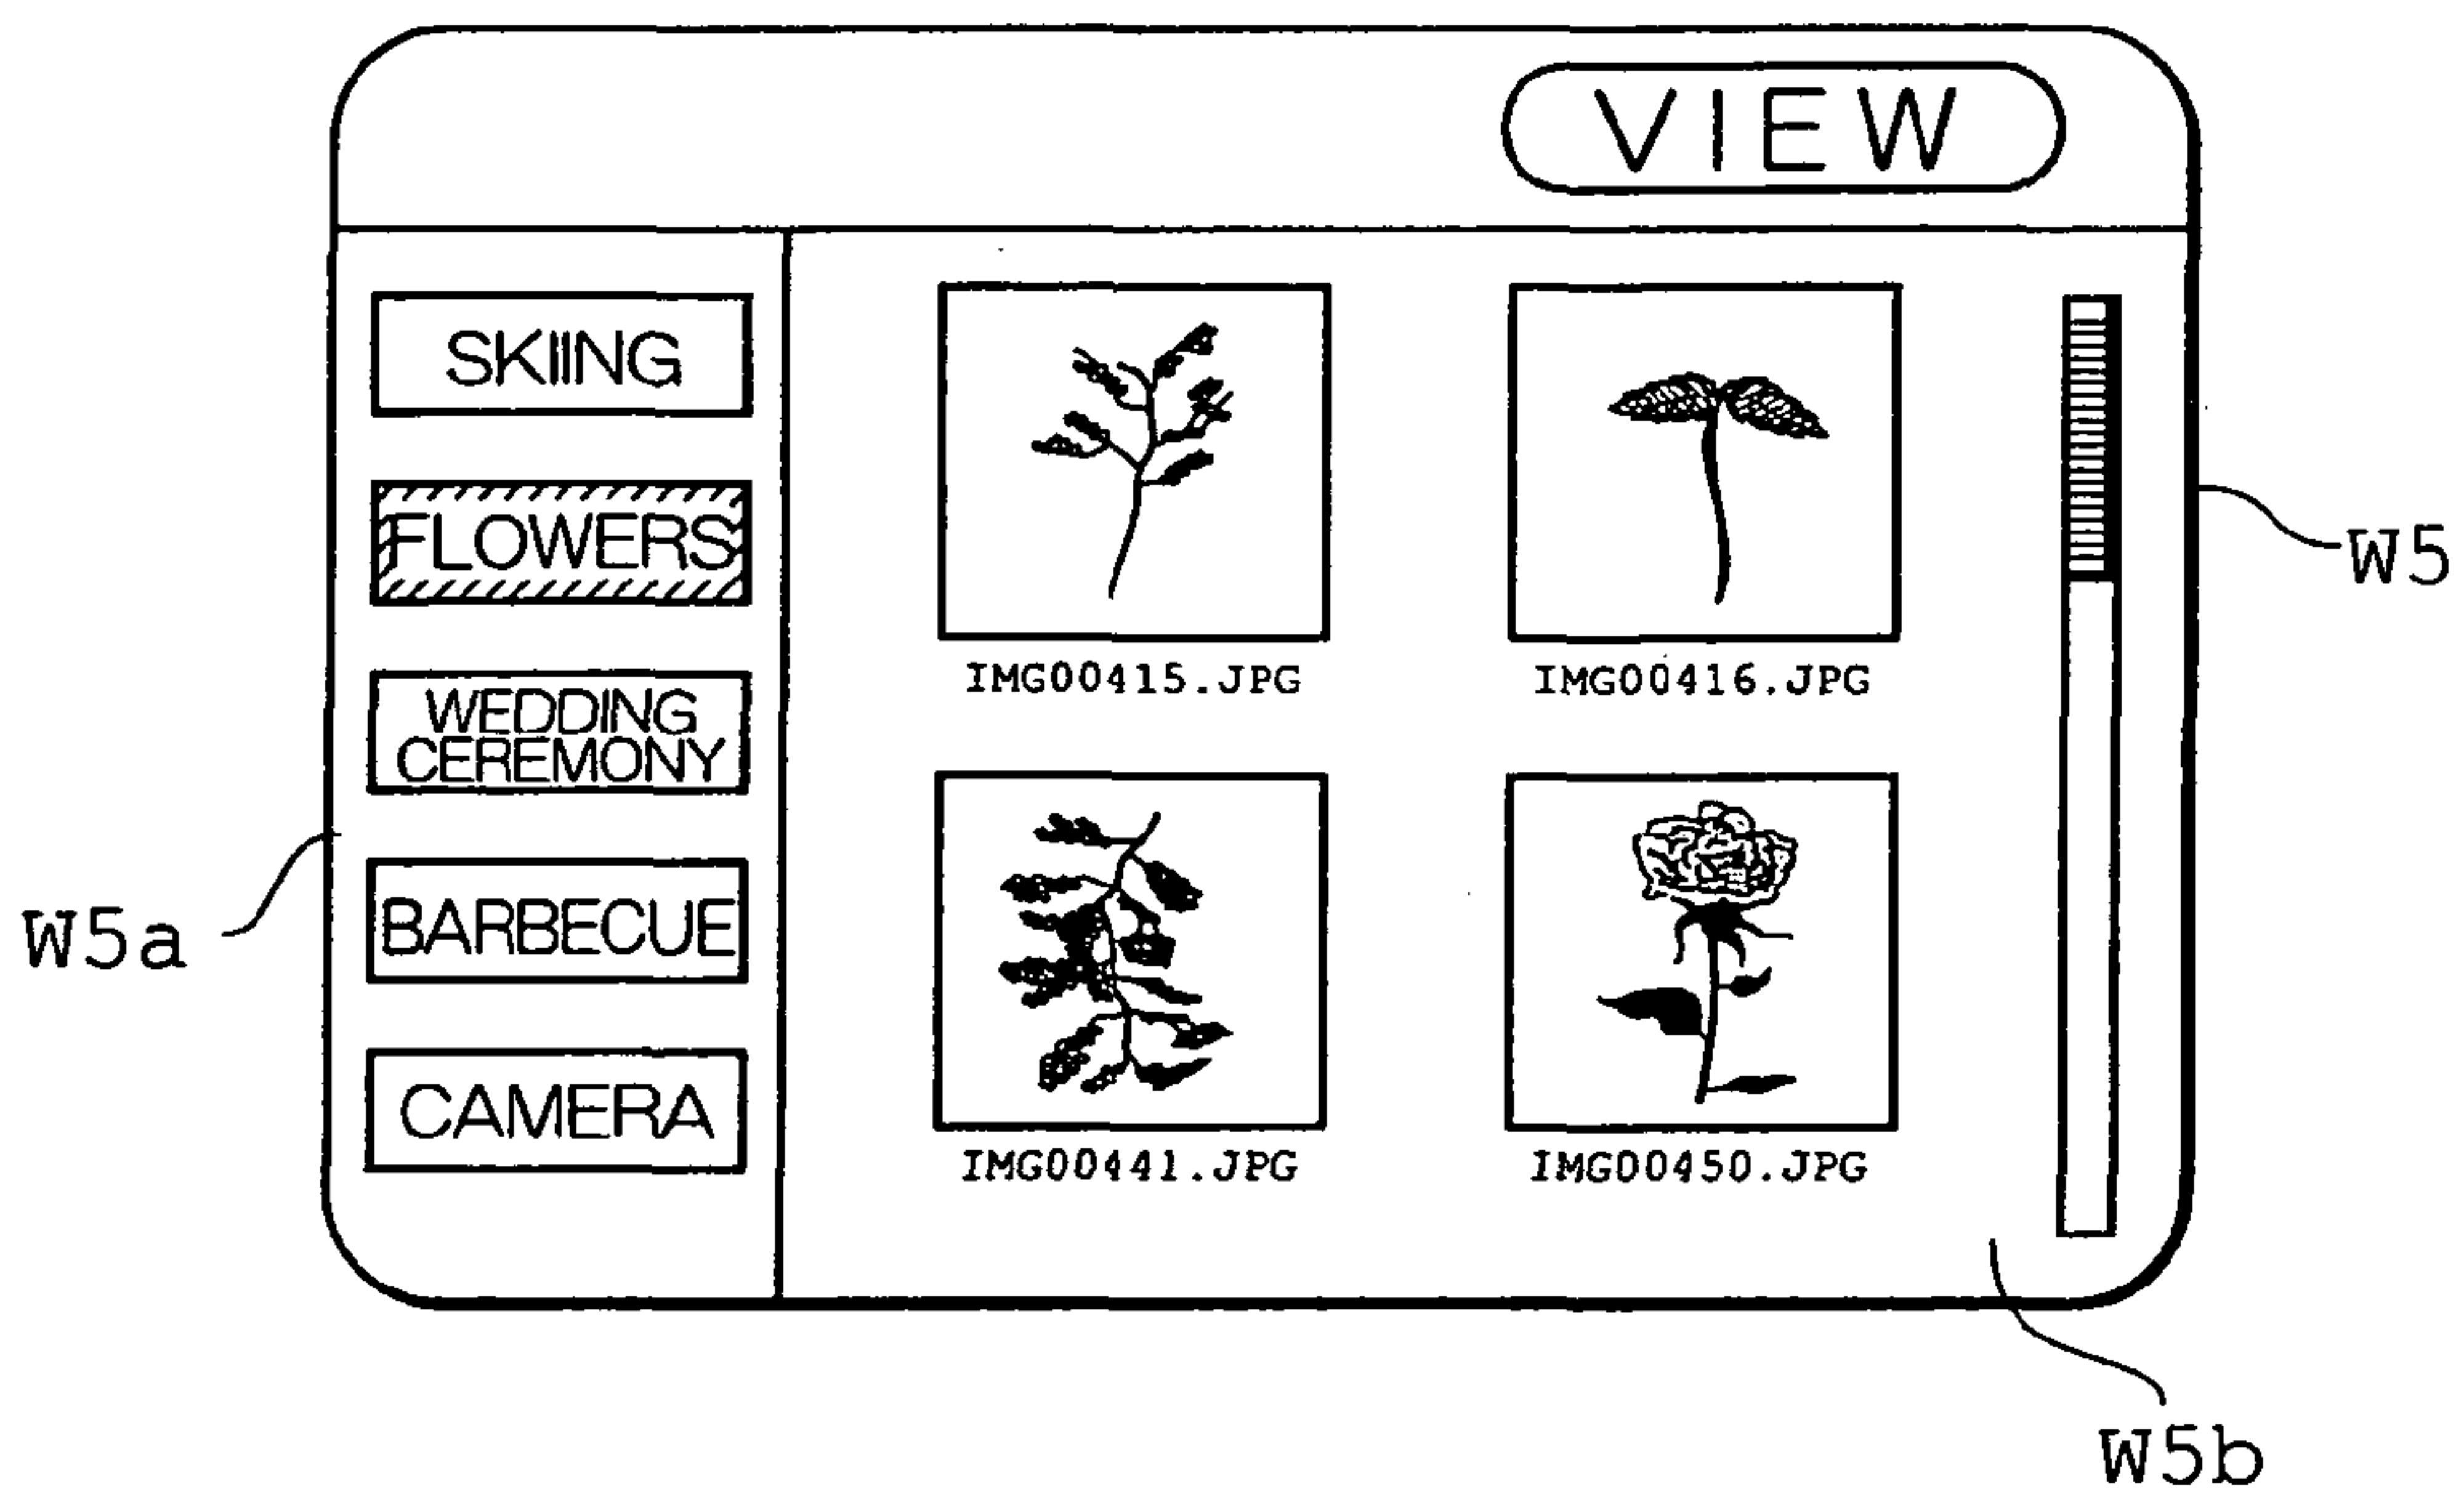 VIEW
SKIING
FLOWERS
WEDDING
CEREMONY
BARBECUE
CAMERA
IMG00415.JPG
IMG00416.JPG
IMG00441.JPG
IMG00450.JPG
W5
W5a
W5b